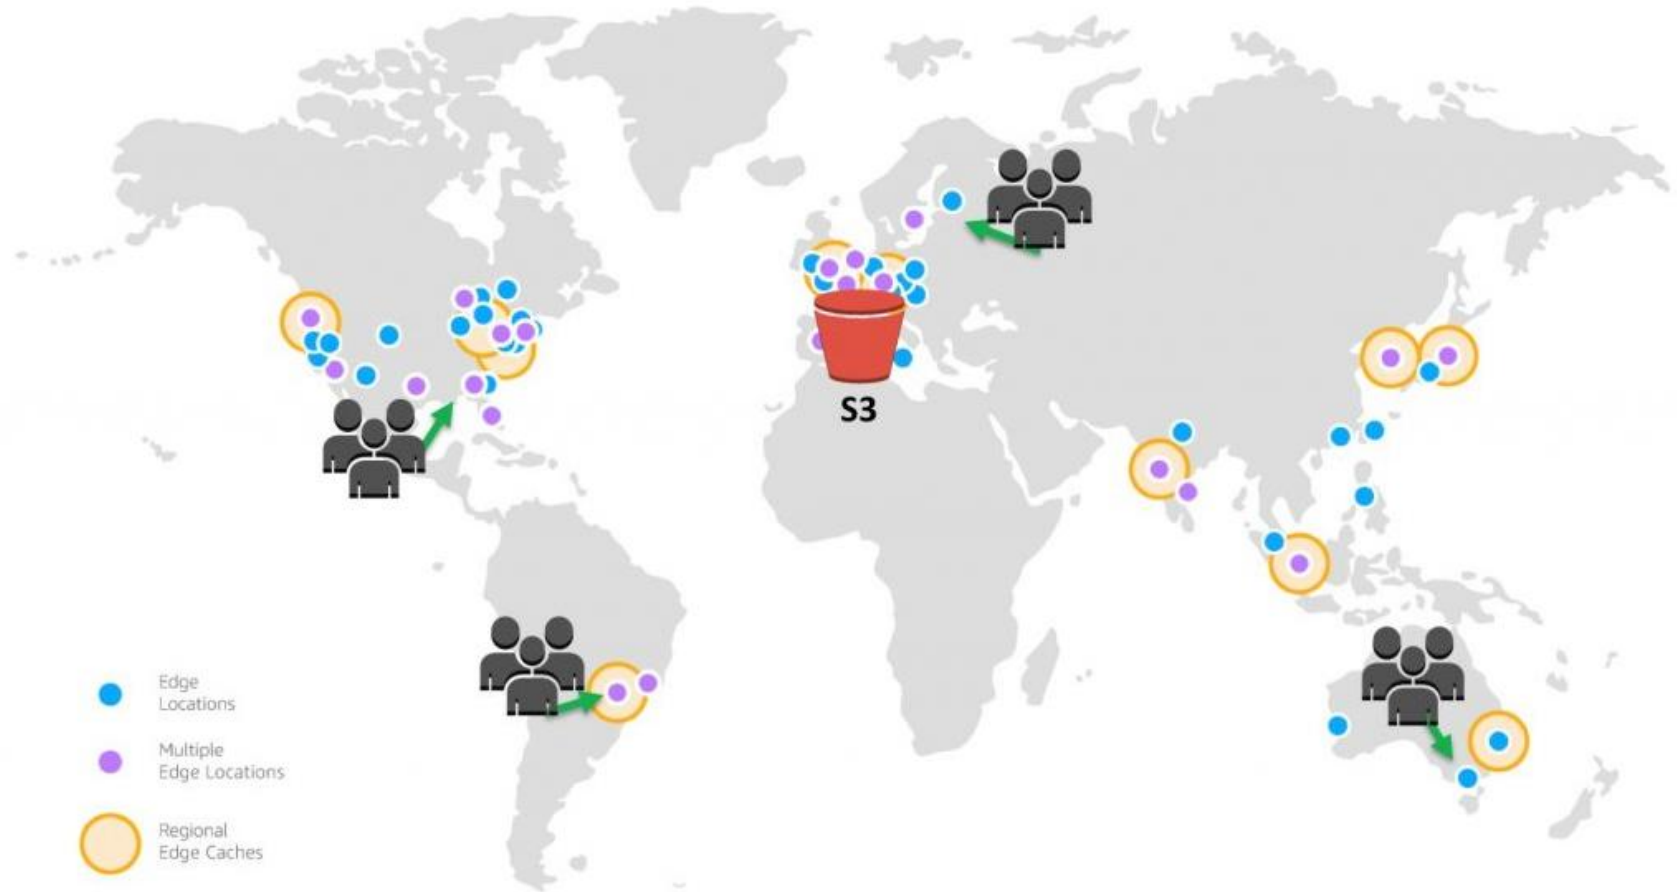 S3
Edge
Locations
Multiple
Edge Locations
Regional
Edge Caches